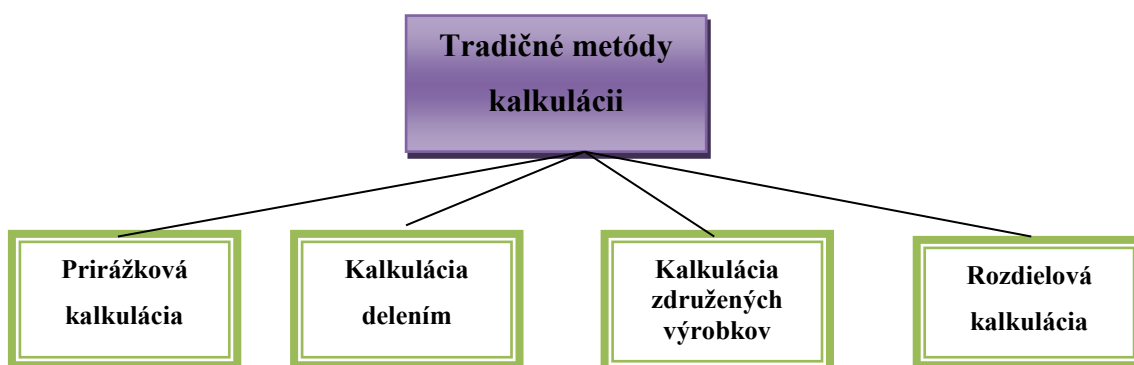 Tradičné metódy
kalkulácii
Prirážková
kalkulácia
Kalkulácia
delením
Kalkulácia
združených
výrobkov
Rozdielová
kalkulácia